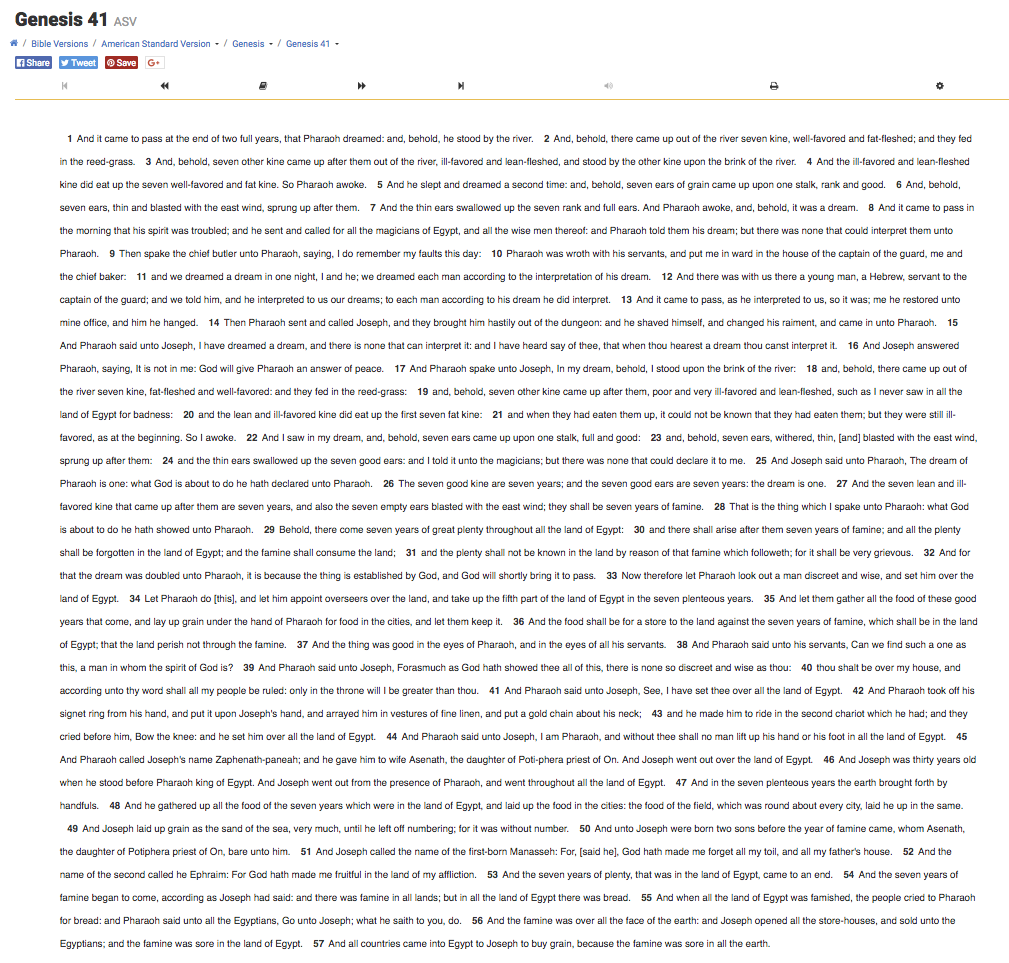 Genesis 41 ASV
/ Bible Versions / American Standard Version / Genesis / Genesis 41
Share Tweet Save G+
1 And it came to pass at the end of two full years, that Pharaoh dreamed: and, behold, he stood by the river. 2 And, behold, there came up out of the river seven kine, well-favored and fat-fleshed; and they fed
in the reed-grass. 3 And, behold, seven other kine came up after them out of the river, ill-favored and lean-fleshed, and stood by the other kine upon the brink of the river. 4 And the ill-favored and lean-fleshed
kine did eat up the seven well-favored and fat kine. So Pharaoh awoke. 5 And he slept and dreamed a second time: and, behold, seven ears of grain came up upon one stalk, rank and good. 6 And, behold,
seven ears, thin and blasted with the east wind, sprung up after them. 7 And the thin ears swallowed up the seven rank and full ears. And Pharaoh awoke, and, behold, it was a dream. 8 And it came to pass in
the morning that his spirit was troubled; and he sent and called for all the magicians of Egypt, and all the wise men thereof: and Pharaoh told them his dream; but there was none that could interpret them unto
Pharaoh. 9 Then spake the chief butler unto Pharaoh, saying, I do remember my faults this day: 10 Pharaoh was wroth with his servants, and put me in ward in the house of the captain of the guard, me and
the chief baker: 11 and we dreamed a dream in one night, I and he; we dreamed each man according to the interpretation of his dream. 12 And there was with us there a young man, a Hebrew, servant to the
captain of the guard; and we told him, and he interpreted to us our dreams; to each man according to his dream he did interpret. 13 And it came to pass, as he interpreted to us, so it was; me he restored unto
mine office, and him he hanged. 14 Then Pharaoh sent and called Joseph, and they brought him hastily out of the dungeon: and he shaved himself, and changed his raiment, and came in unto Pharaoh. 15
And Pharaoh said unto Joseph, I have dreamed a dream, and there is none that can interpret it: and I have heard say of thee, that when thou hearest a dream thou canst interpret it. 16 And Joseph answered
Pharaoh, saying, It is not in me: God will give Pharaoh an answer of peace. 17 And Pharaoh spake unto Joseph, In my dream, behold, I stood upon the brink of the river: 18 and, behold, there came up out of
the river seven kine, fat-fleshed and well-favored: and they fed in the reed-grass: 19 and, behold, seven other kine came up after them, poor and very ill-favored and lean-fleshed, such as I never saw in all the
land of Egypt for badness: 20 and the lean and ill-favored kine did eat up the first seven fat kine: 21 and when they had eaten them up, it could not be known that they had eaten them; but they were still ill-
favored, as at the beginning. So I awoke. 22 And I saw in my dream, and, behold, seven ears came up upon one stalk, full and good: 23 and, behold, seven ears, withered, thin, [and] blasted with the east wind,
sprung up after them: 24 and the thin ears swallowed up the seven good ears: and I told it unto the magicians; but there was none that could declare it to me. 25 And Joseph said unto Pharaoh, The dream of
Pharaoh is one: what God is about to do he hath declared unto Pharaoh. 26 The seven good kine are seven years; and the seven good ears are seven years: the dream is one. 27 And the seven lean and ill-
favored kine that came up after them are seven years, and also the seven empty ears blasted with the east wind; they shall be seven years of famine. 28 That is the thing which I spake unto Pharaoh: what God
is about to do he hath showed unto Pharaoh. 29 Behold, there come seven years of great plenty throughout all the land of Egypt: 30 and there shall arise after them seven years of famine; and all the plenty
shall be forgotten in the land of Egypt; and the famine shall consume the land; 31 and the plenty shall not be known in the land by reason of that famine which followeth; for it shall be very grievous. 32 And for
that the dream was doubled unto Pharaoh, it is because the thing is established by God, and God will shortly bring it to pass. 33 Now therefore let Pharaoh look out a man discreet and wise, and set him over the
land of Egypt. 34 Let Pharaoh do [this], and let him appoint overseers over the land, and take up the fifth part of the land of Egypt in the seven plenteous years. 35 And let them gather all the food of these good
years that come, and lay up grain under the hand of Pharaoh for food in the cities, and let them keep it. 36 And the food shall be for a store to the land against the seven years of famine, which shall be in the land
of Egypt; that the land perish not through the famine. 37 And the thing was good in the eyes of Pharaoh, and in the eyes of all his servants. 38 And Pharaoh said unto his servants, Can we find such a one as
this, a man in whom the spirit of God is? 39 And Pharaoh said unto Joseph, Forasmuch as God hath showed thee all of this, there is none so discreet and wise as thou: 40 thou shalt be over my house, and
according unto thy word shall all my people be ruled: only in the throne will I be greater than thou. 41 And Pharaoh said unto Joseph, See, I have set thee over all the land of Egypt. 42 And Pharaoh took off his
signet ring from his hand, and put it upon Joseph's hand, and arrayed him in vestures of fine linen, and put a gold chain about his neck; 43 and he made him to ride in the second chariot which he had; and they
cried before him, Bow the knee: and he set him over all the land of Egypt. 44 And Pharaoh said unto Joseph, I am Pharaoh, and without thee shall no man lift up his hand or his foot in all the land of Egypt. 45
And Pharaoh called Joseph's name Zaphenath-paneah; and he gave him to wife Asenath, the daughter of Poti-phera priest of On. And Joseph went out over the land of Egypt. 46 And Joseph was thirty years old
when he stood before Pharaoh king of Egypt. And Joseph went out from the presence of Pharaoh, and went throughout all the land of Egypt. 47 And in the seven plenteous years the earth brought forth by
handfuls. 48 And he gathered up all the food of the seven years which were in the land of Egypt, and laid up the food in the cities: the food of the field, which was round about every city, laid he up in the same.
49 And Joseph laid up grain as the sand of the sea, very much, until he left off numbering; for it was without number. 50 And unto Joseph were born two sons before the year of famine came, whom Asenath,
the daughter of Potiphera priest of On, bare unto him. 51 And Joseph called the name of the first-born Manasseh: For, [said he], God hath made me forget all my toil, and all my father's house. 52 And the
name of the second called he Ephraim: For God hath made me fruitful in the land of my affliction. 53 And the seven years of plenty, that was in the land of Egypt, came to an end. 54 And the seven years of
famine began to come, according as Joseph had said: and there was famine in all lands; but in all the land of Egypt there was bread. 55 And when all the land of Egypt was famished, the people cried to Pharaoh
for bread: and Pharaoh said unto all the Egyptians, Go unto Joseph; what he saith to you, do. 56 And the famine was over all the face of the earth: and Joseph opened all the store-houses, and sold unto the
Egyptians; and the famine was sore in the land of Egypt. 57 And all countries came into Egypt to Joseph to buy grain, because the famine was sore in all the earth.